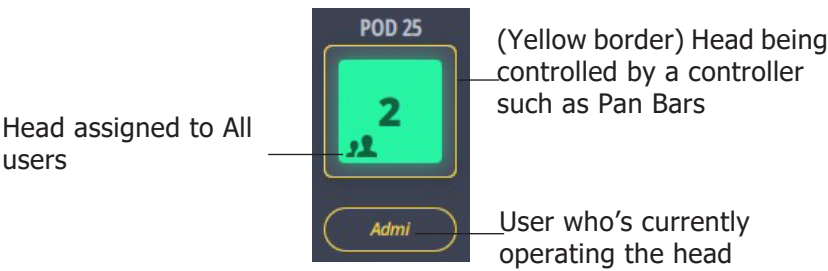 POD 25
(Yellow border) Head being
controlled by a controller
such as Pan Bars
2
Head assigned to All
users
Admi
User who's currently
operating the head